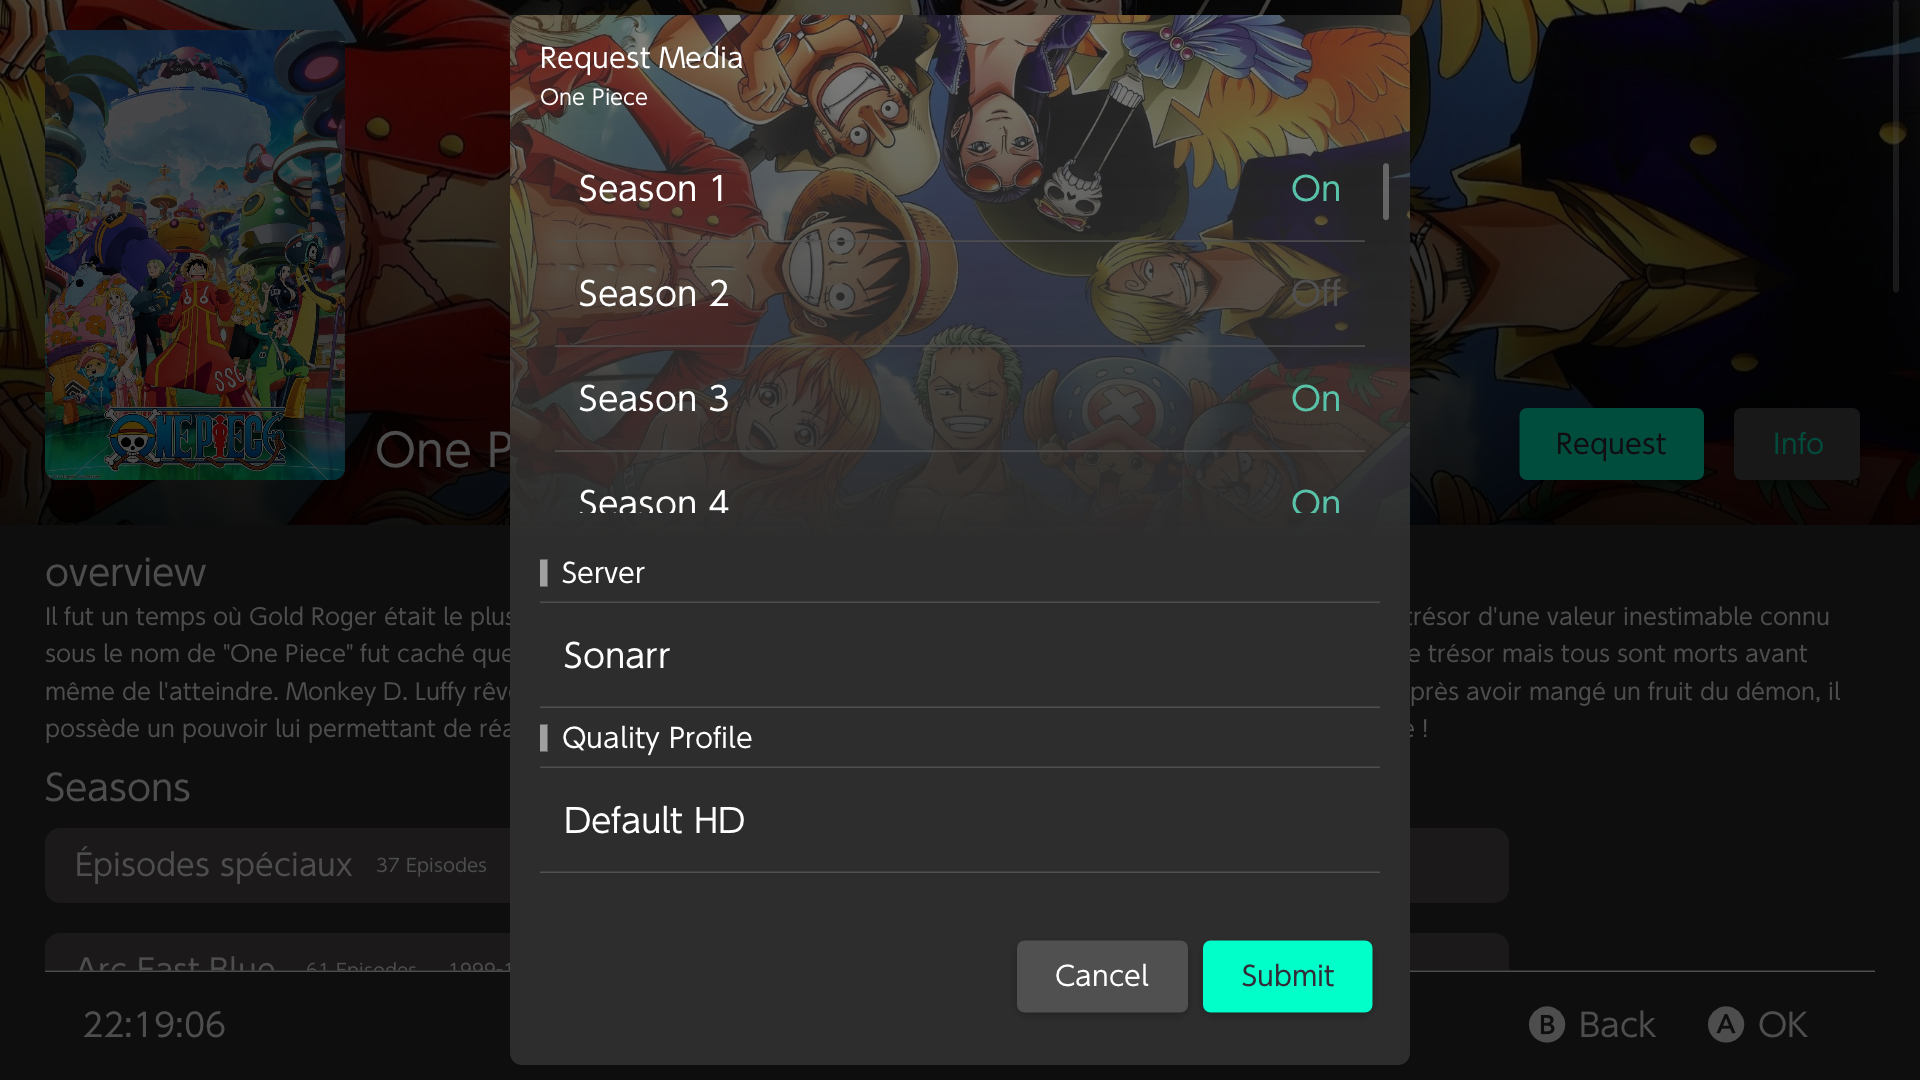 Request Media
One Piece
Season 1 On
Season 2 Off
Season 3 On
Season 4 On
Server
Sonarr
Quality Profile
Default HD
Cancel
Submit
ONE PIECE
SSG
One P
Request
Info
overview
Il fut un temps où Gold Roger était le plus
trésor d'une valeur inestimable connu
sous le nom de "One Piece" fut caché que
trésor mais tous sont morts avant
même de l'atteindre. Monkey D. Luffy rêv
près avoir mangé un fruit du démon, il
possède un pouvoir lui permettant de réa
!
Seasons
Épisodes spéciaux 37 Episodes
Arc East Blue 61 Episodes 1999-1
22:19:06
B Back
A OK